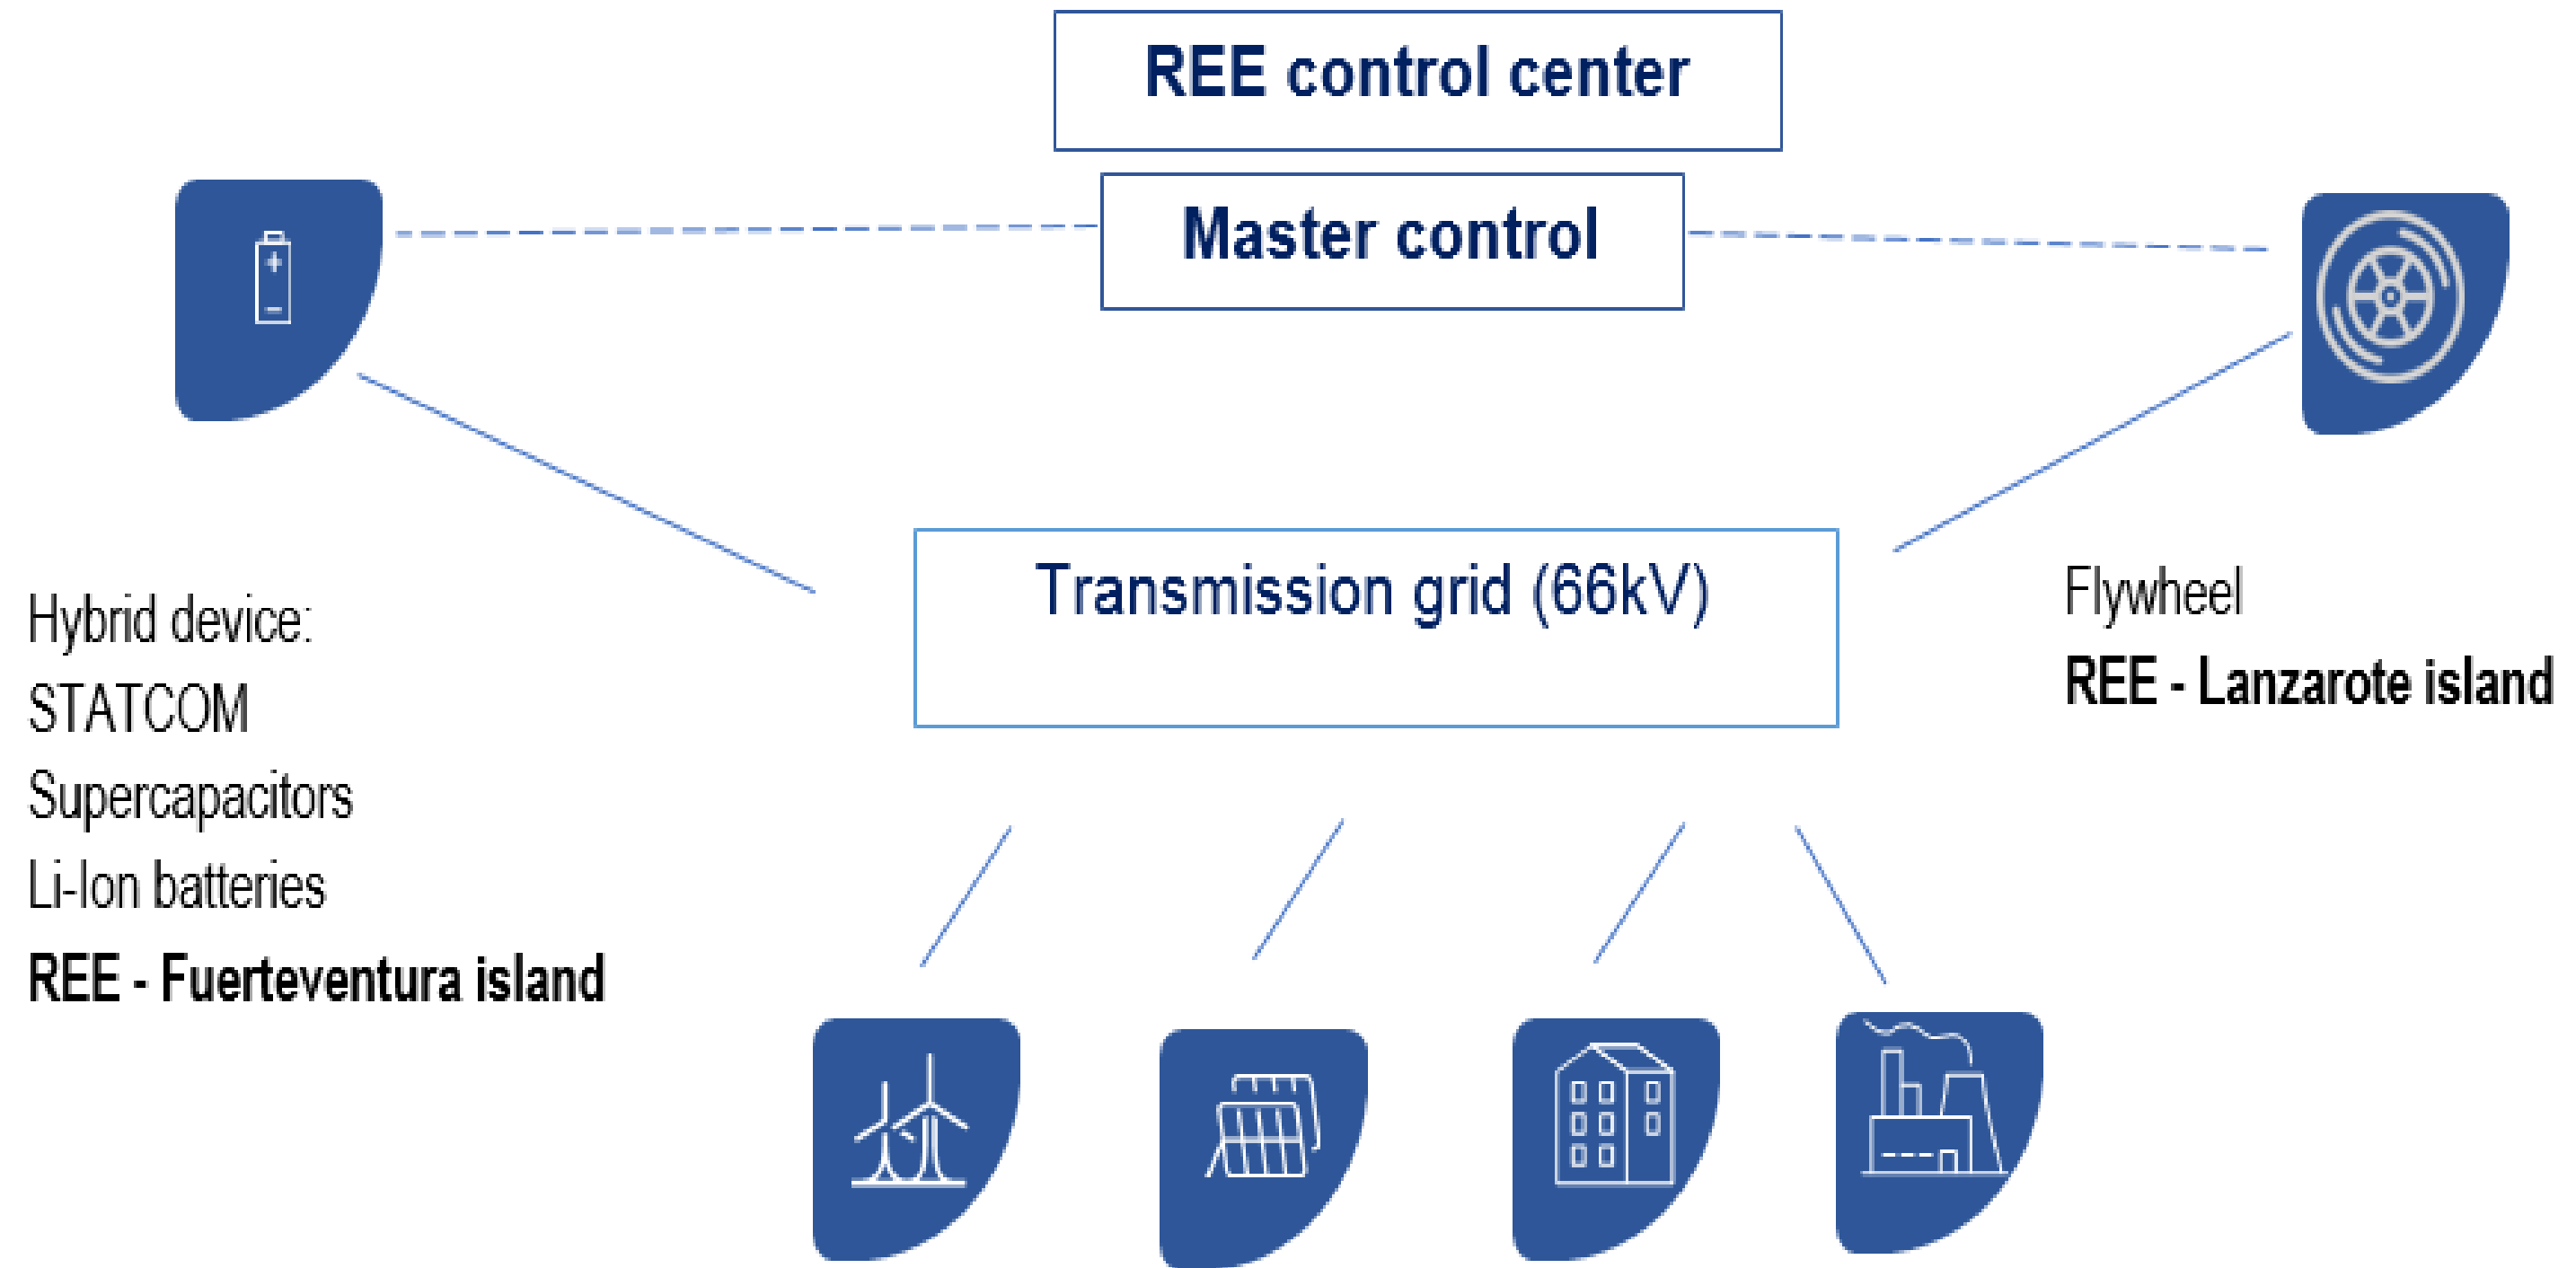 REE control center
Master control
Transmission grid (66kV)
Hybrid device:
STATCOM
Supercapacitors
Li-Ion batteries
REE - Fuerteventura island
Flywheel
REE - Lanzarote island